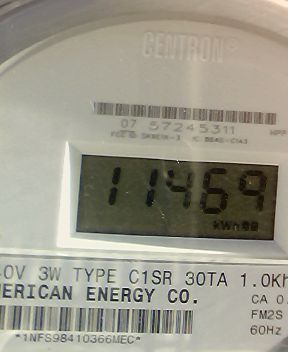 CENTRON®
07 57245311
11469
kWh
0V 3W TYPE C1SR 30TA 1.0Kh
ERICAN ENERGY CO.
CA 0.
FM2S
60Hz
*1NFS98410366MEC*